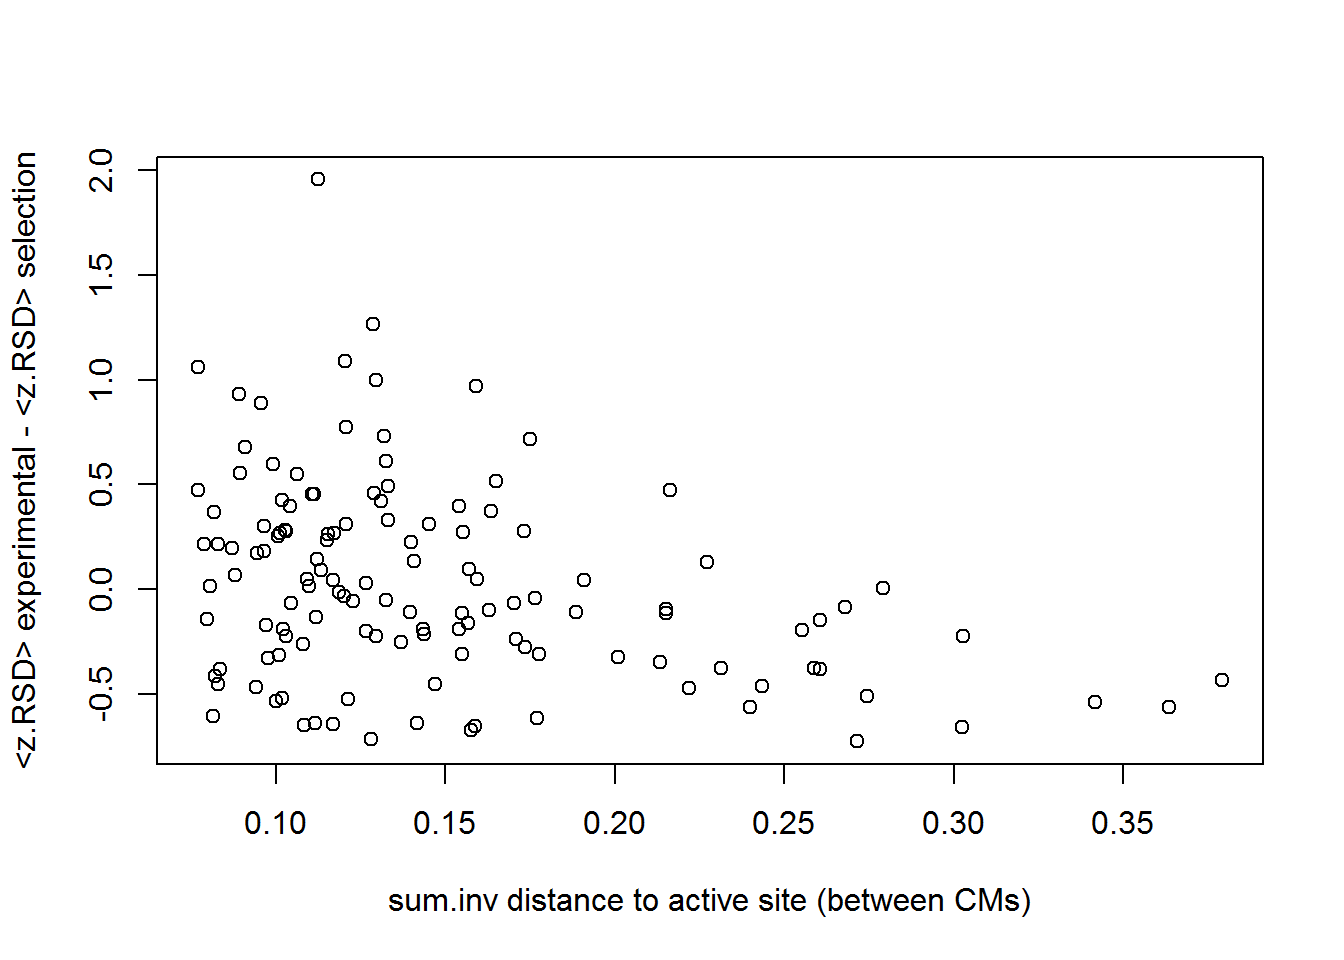 <z.RSD> experimental - <z.RSD> selection
2.0
1.5
1.0
0.5
0.0
-0.5
0.10 0.15 0.20 0.25 0.30 0.35
sum.inv distance to active site (between CMs)